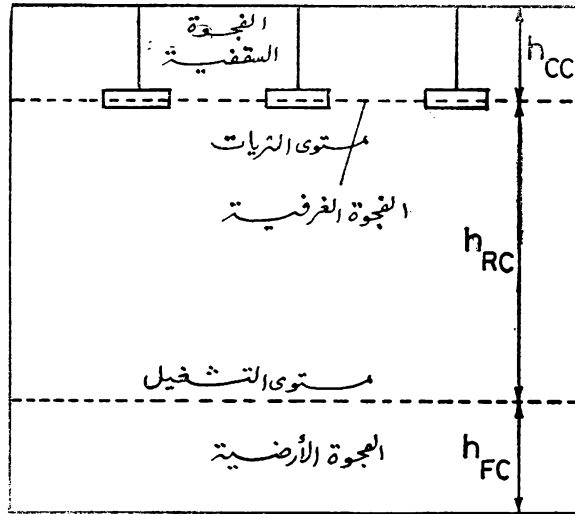 الفجوة
السقفية
hCC
مستوى الثريات
الفجوة الغرفية
hRC
مستوى التشغيل
الفجوة الأرضية
hFC